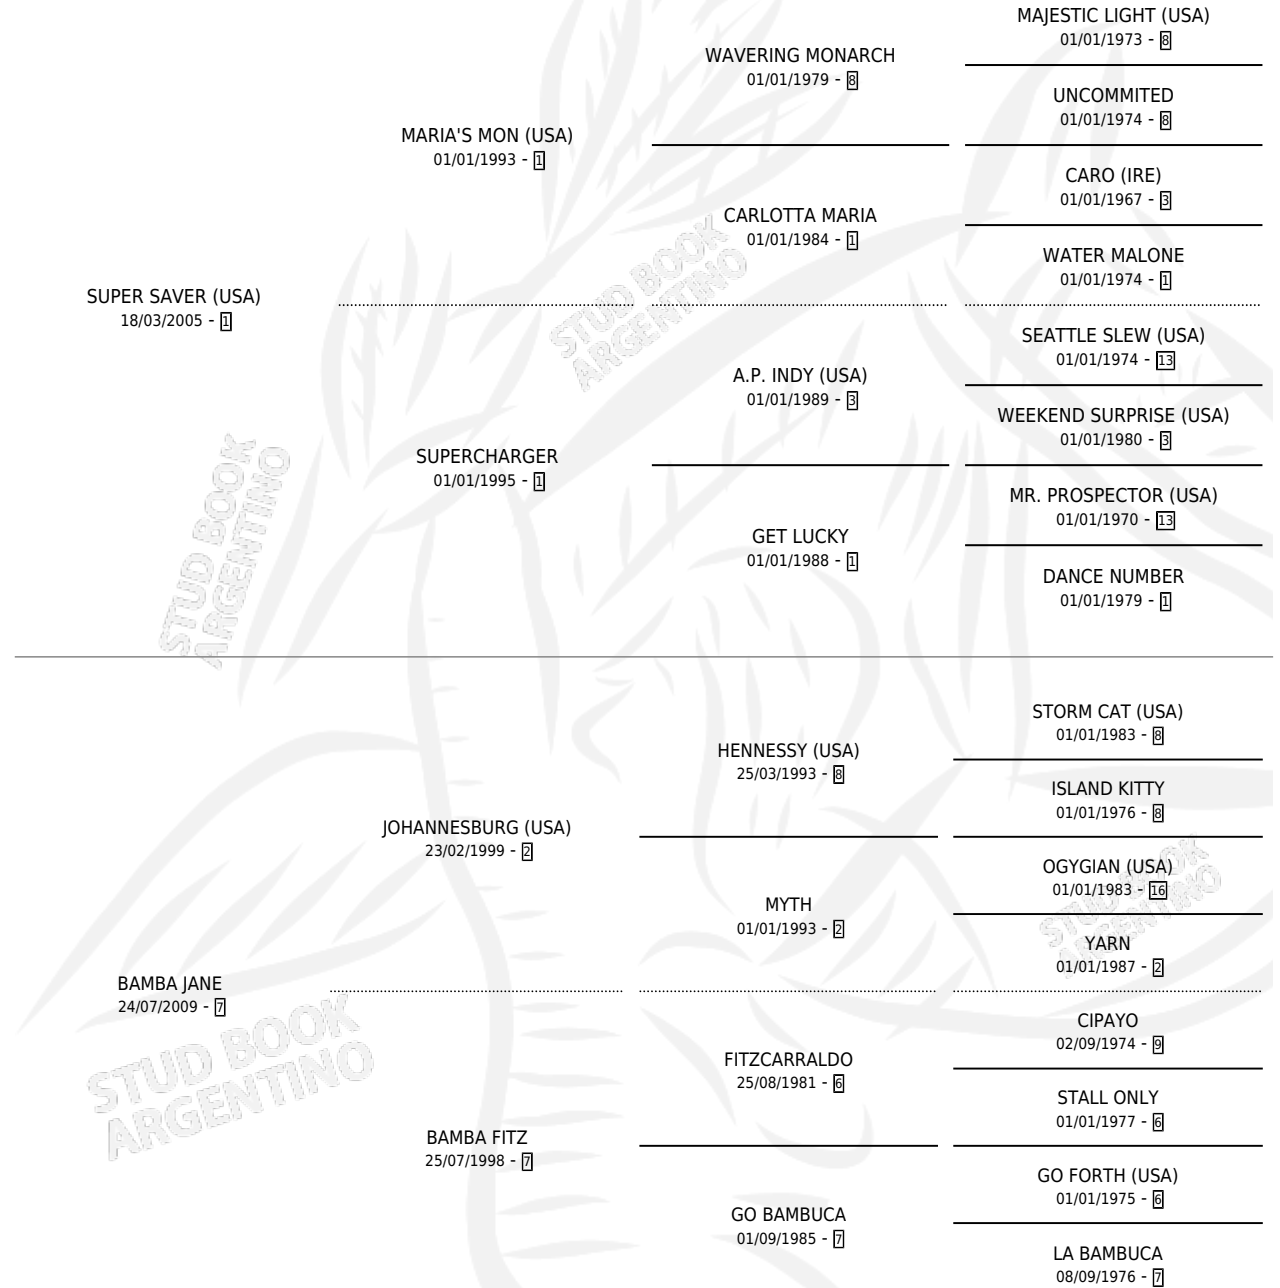 MAJESTIC LIGHT (USA)
01/01/1973 - 8
WAVERING MONARCH
01/01/1979 - 8
UNCOMMITED
01/01/1974 - 8
MARIA'S MON (USA)
01/01/1993 - 1
CARO (IRE)
01/01/1967 - 3
CARLOTTA MARIA
01/01/1984 - 1
WATER MALONE
01/01/1974 - 1
SUPER SAVER (USA)
18/03/2005 - 1
SEATTLE SLEW (USA)
01/01/1974 - 13
A.P. INDY (USA)
01/01/1989 - 3
WEEKEND SURPRISE (USA)
01/01/1980 - 3
SUPERCHARGER
01/01/1995 - 1
MR. PROSPECTOR (USA)
01/01/1970 - 13
GET LUCKY
01/01/1988 - 1
DANCE NUMBER
01/01/1979 - 1
STORM CAT (USA)
01/01/1983 - 8
HENNESSY (USA)
25/03/1993 - 8
ISLAND KITTY
01/01/1976 - 8
JOHANNESBURG (USA)
23/02/1999 - 2
OGYGIAN (USA)
01/01/1983 - 16
MYTH
01/01/1993 - 2
YARN
01/01/1987 - 2
BAMBA JANE
24/07/2009 - 7
CIPAYO
02/09/1974 - 9
FITZCARRALDO
25/08/1981 - 6
STALL ONLY
01/01/1977 - 6
BAMBA FITZ
25/07/1998 - 7
GO FORTH (USA)
01/01/1975 - 6
GO BAMBUCA
01/09/1985 - 7
LA BAMBUCA
08/09/1976 - 7
STUD BOOK
ARGENTINO
STUD BOOK
ARGENTINO
STUD BOOK
ARGENTINO
STUD BOOK
ARGENTINO